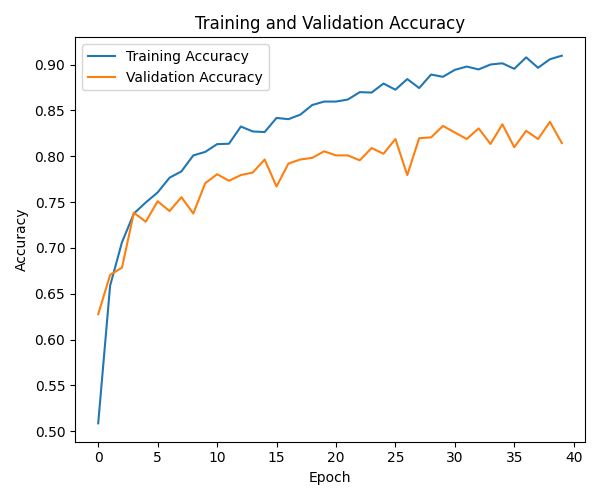 Training and Validation Accuracy
Training Accuracy
Validation Accuracy
0.90
0.85
0.80
0.75
0.70
0.65
0.60
0.55
0.50
Accuracy
0 5 10 15 20 25 30 35 40
Epoch